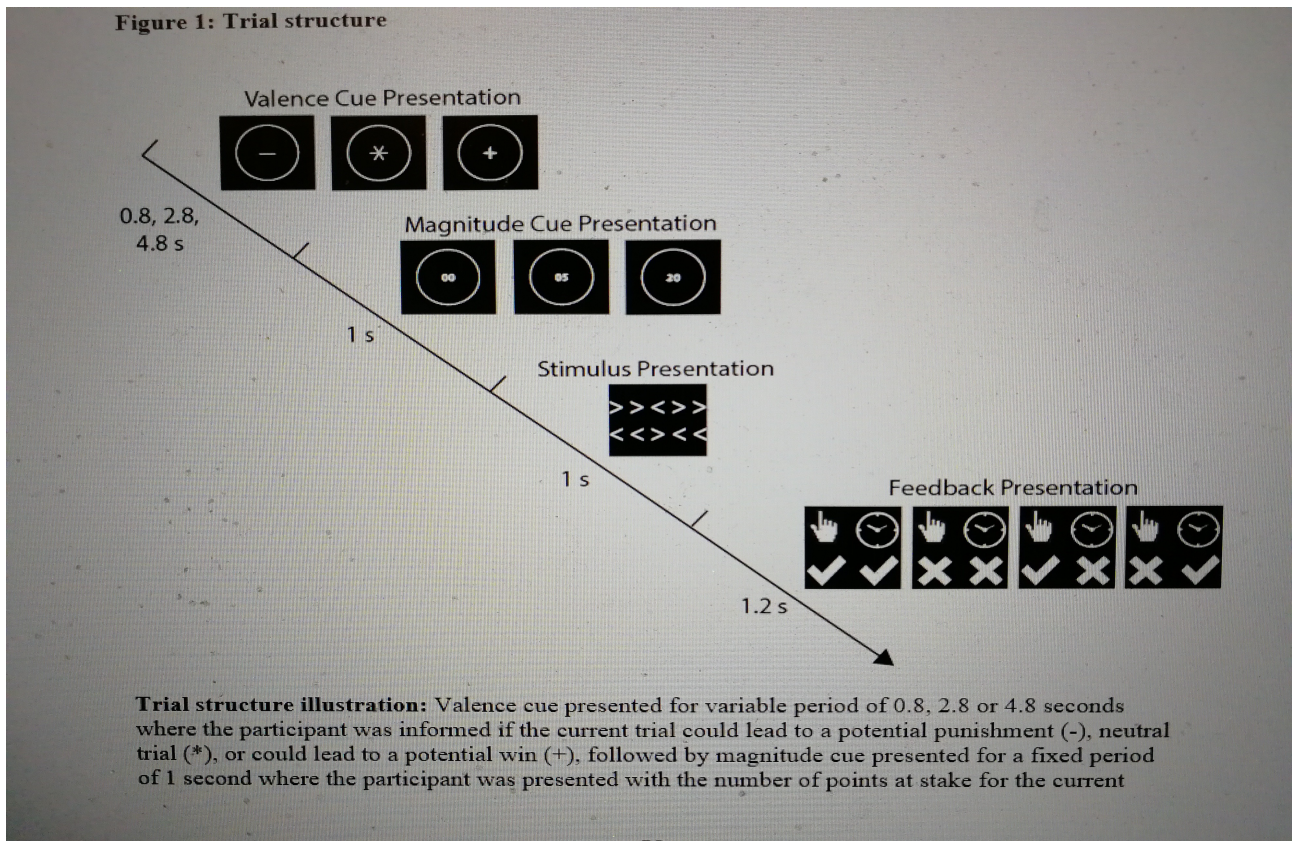 Figure 1: Trial structure
Valence Cue Presentation
− * +
0.8, 2.8,
4.8 s
Magnitude Cue Presentation
00 05 20
1 s
Stimulus Presentation
>><>>
<<><<
1 s
Feedback Presentation
1.2 s
Trial structure illustration: Valence cue presented for variable period of 0.8, 2.8 or 4.8 seconds
where the participant was informed if the current trial could lead to a potential punishment (-), neutral
trial (*), or could lead to a potential win (+), followed by magnitude cue presented for a fixed period
of 1 second where the participant was presented with the number of points at stake for the current